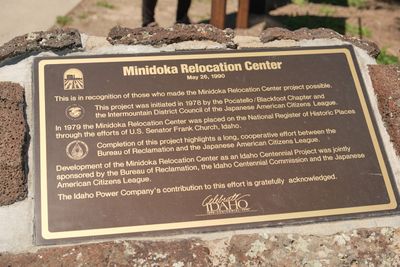 Minidoka Relocation Center
May 26, 1990
This is in recognition of those who made the Minidoka Relocation Center project possible.
This project was initiated in 1978 by the Pocatello / Blackfoot Chapter and
the Intermountain District Council of the Japanese American Citizens League.
In 1979 the Minidoka Relocation Center was placed on the National Register of Historic Places
through the efforts of U.S. Senator Frank Church, Idaho.
Completion of this project highlights a long, cooperative effort between the
Bureau of Reclamation and the Japanese American Citizens League.
Development of the Minidoka Relocation Center as an Idaho Centennial Project was jointly
sponsored by the Bureau of Reclamation, the Idaho Centennial Commission and the Japanese
American Citizens League.
The Idaho Power Company's contribution to this effort is gratefully acknowledged.
Celebrate
IDAHO